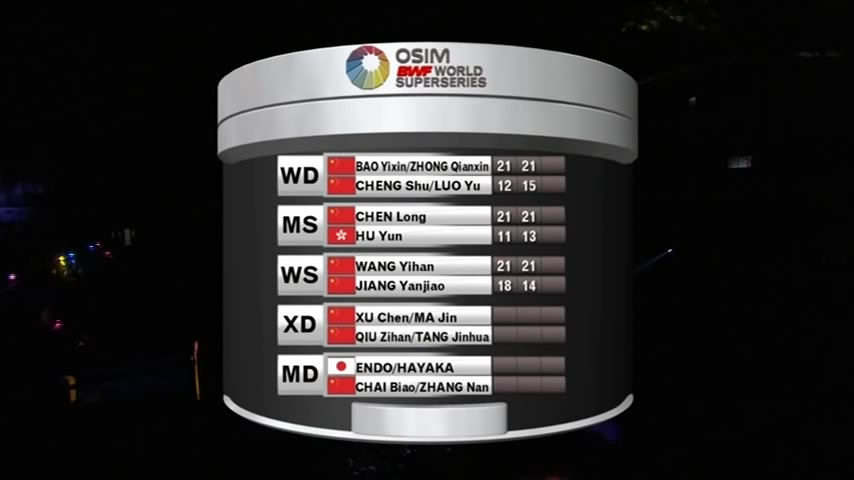 OSIM
BWF WORLD
SUPERSERIES
WD
BAO Yixin/ZHONG Qianxin 21 21
CHENG Shu/LUO Yu 12 15
MS
CHEN Long 21 21
HU Yun 11 13
WS
WANG Yihan 21 21
JIANG Yanjiao 18 14
XD
XU Chen/MA Jin
QIU Zihan/TANG Jinhua
MD
ENDO/HAYAKA
CHAI Biao/ZHANG Nan